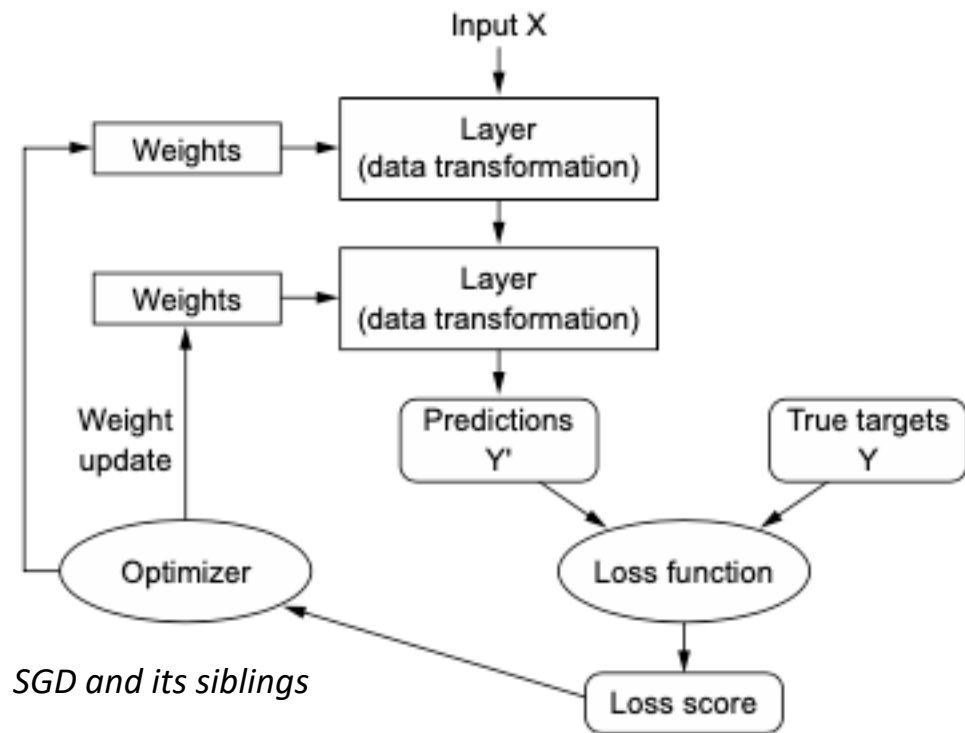 Input X
Layer
(data transformation)
Weights
Layer
(data transformation)
Weights
Weight
update
Predictions
Y'
True targets
Y
Optimizer
Loss function
SGD and its siblings
Loss score